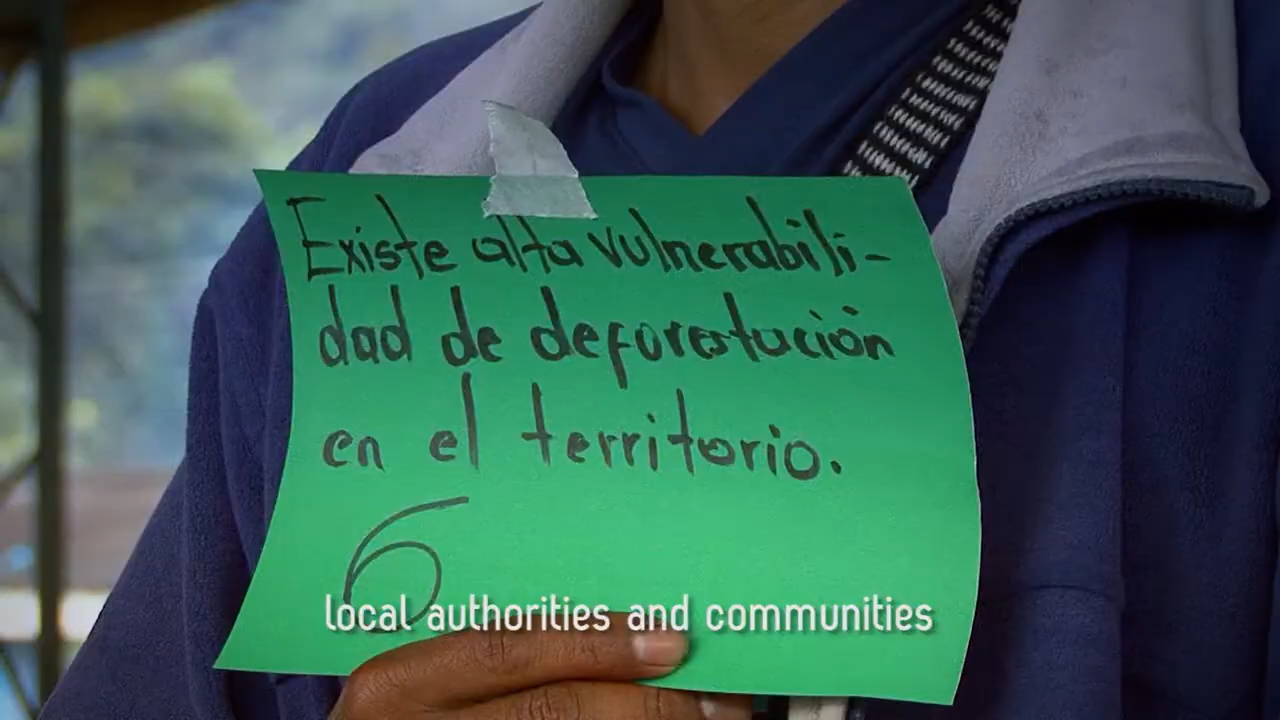 Existe alta vulnerabili-
dad de deforestación
en el territorio.
6
local authorities and communities